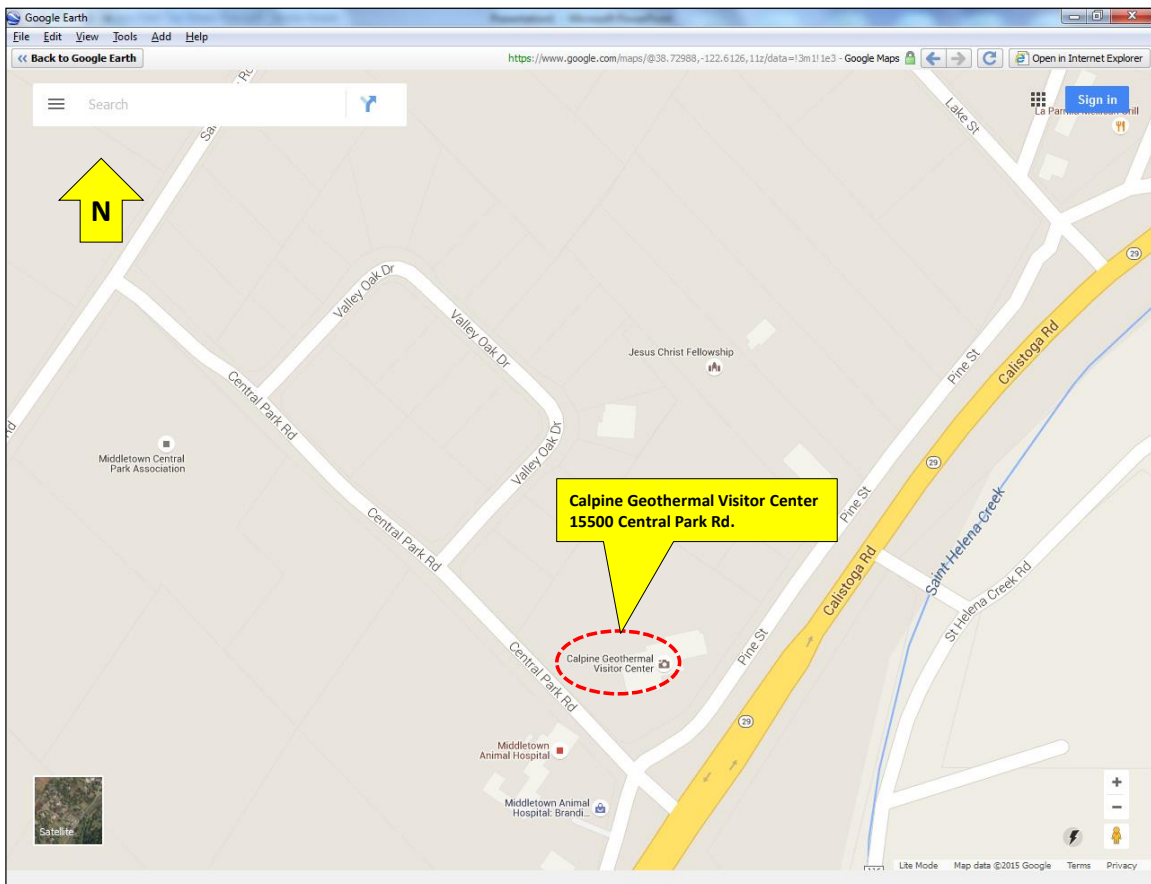 Google Earth
Presentation1 - Microsoft PowerPoint
File Edit View Tools Add Help
<< Back to Google Earth
https://www.google.com/maps/@38.72988,-122.6126,11z/data=!3m1!1e3 - Google Maps
Open in Internet Explorer
Search
Sign in
Lake St
N
29
Valley Oak Dr
Valley Oak Dr
Jesus Christ Fellowship
Pine St
Calistoga Rd
Central Park Rd
Valley Oak Dr
Middletown Central
Park Association
29
Calpine Geothermal Visitor Center
15500 Central Park Rd.
Pine St
Saint Helena Creek
Central Park Rd
Calistoga Rd
St Helena Creek Rd
Pine St
Calpine Geothermal
Visitor Center
Central Park Rd
29
Middletown
Animal Hospital
Middletown Animal
Hospital: Brandi...
Satellite
+
−
Lite Mode Map data ©2015 Google Terms Privacy